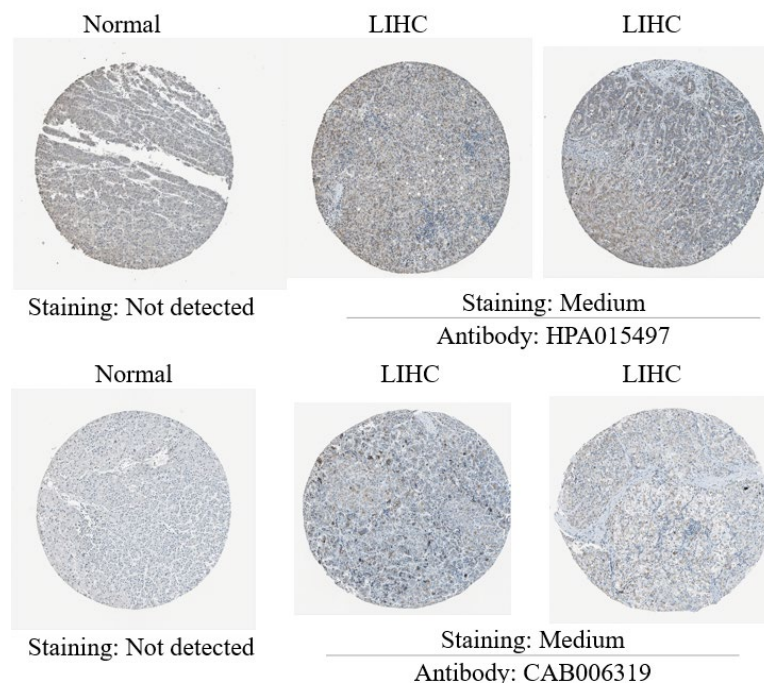 Normal LIHC LIHC
Staining: Not detected Staining: Medium
Antibody: HPA015497
Normal LIHC LIHC
Staining: Not detected Staining: Medium
Antibody: CAB006319